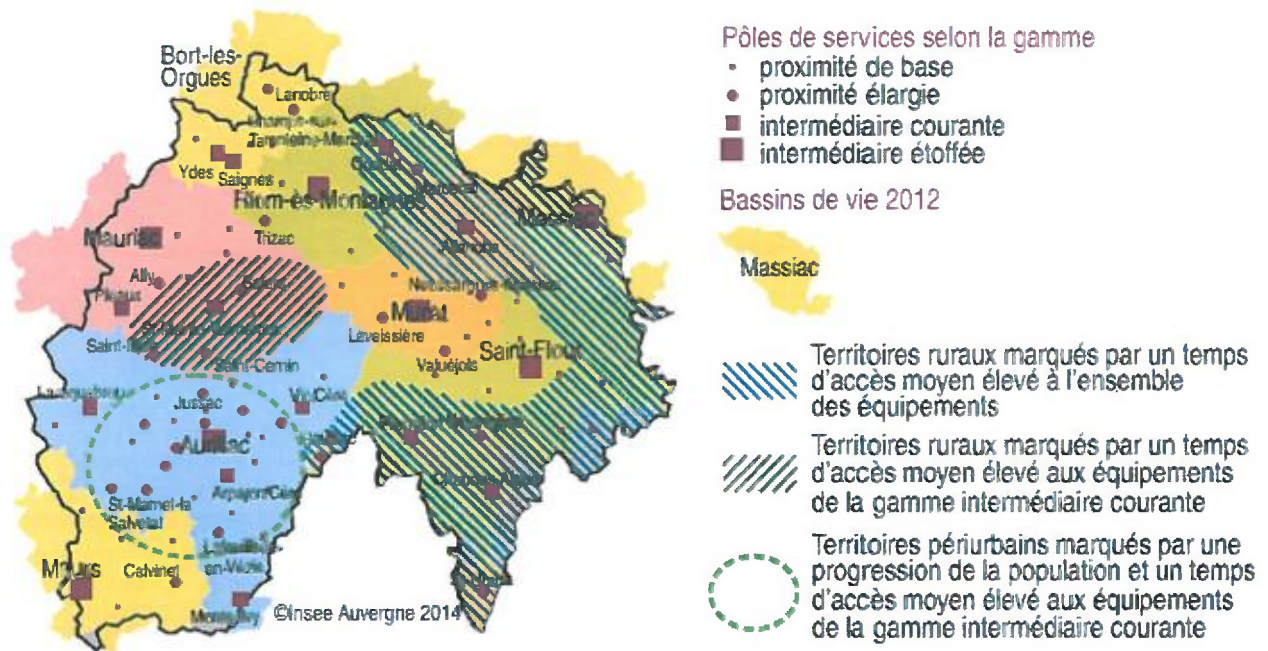 Bort-les-
Orgues
Lanobre
Ydes
Saignes
Riom-ès-Montagnes
Trizac
Mauriac
Ally
Pleaux
Massiac
Allanche
Murat
Laveissière
Saint-Flour
Valuéjols
Saint-Cernin
Jussac
Vic/Cère
Aurillac
Arpajon/Cère
St-Mamet-la
Salvetat
Calvinet
Maurs
Montsalvy
©Insee Auvergne 2014
Pôles de services selon la gamme
proximité de base
proximité élargie
intermédiaire courante
intermédiaire étoffée
Bassins de vie 2012
Massiac
Territoires ruraux marqués par un temps
d'accès moyen élevé à l'ensemble
des équipements
Territoires ruraux marqués par un temps
d'accès moyen élevé aux équipements
de la gamme intermédiaire courante
Territoires périurbains marqués par une
progression de la population et un temps
d'accès moyen élevé aux équipements
de la gamme intermédiaire courante